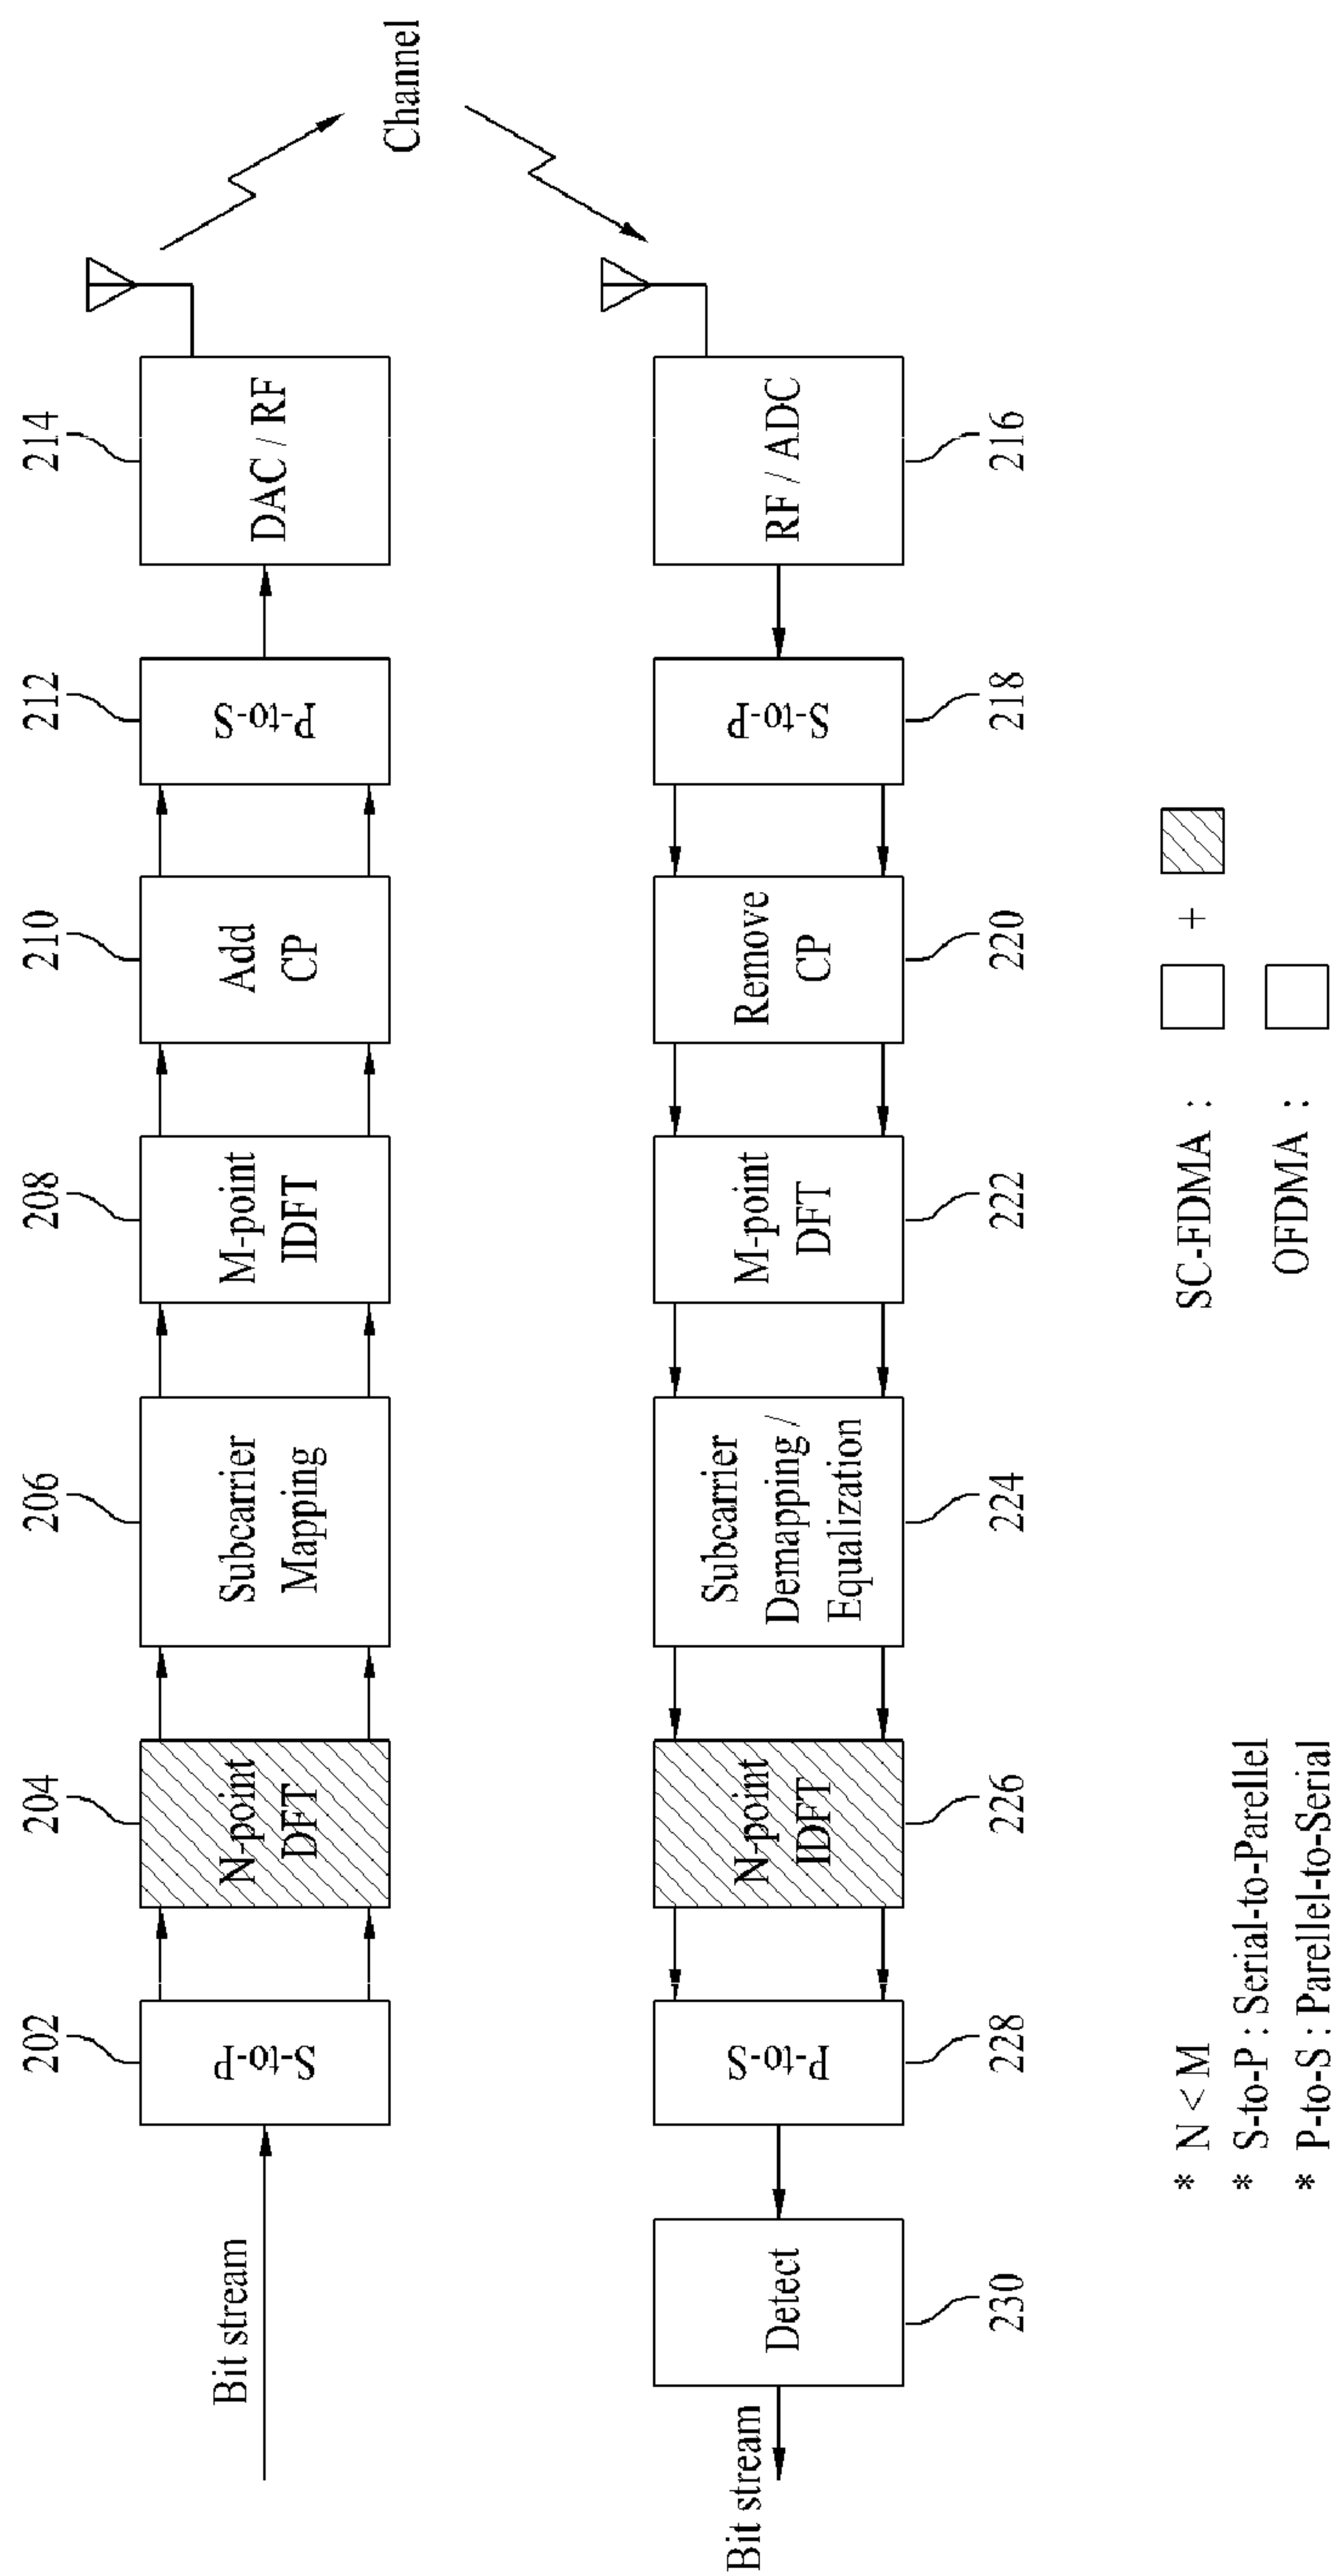 202
204
206
208
210
212
214
Bit stream
S-to-P
N-point
DFT
Subcarrier
Mapping
M-point
IDFT
Add
CP
P-to-S
DAC / RF
Channel
Bit stream
Detect
P-to-S
N-point
IDFT
Subcarrier
Demapping /
Equalization
M-point
DFT
Remove
CP
S-to-P
RF / ADC
230
228
226
224
222
220
218
216
* N < M
* S-to-P : Serial-to-Parellel
* P-to-S : Parellel-to-Serial
SC-FDMA : +
OFDMA :